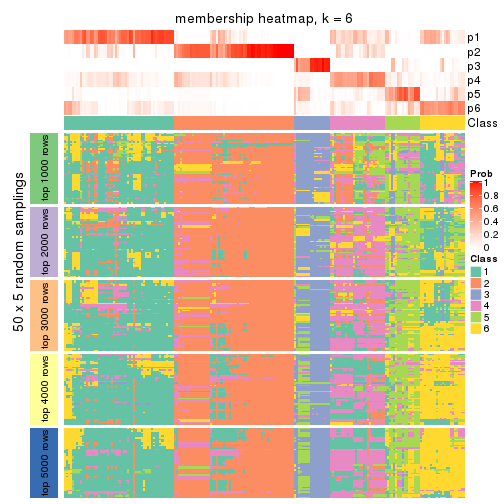 membership heatmap, k = 6
p1
p2
p3
p4
p5
p6
Class
50 x 5 random samplings
top 1000 rows
top 2000 rows
top 3000 rows
top 4000 rows
top 5000 rows
Prob
1
0.8
0.6
0.4
0.2
0
Class
1
2
3
4
5
6